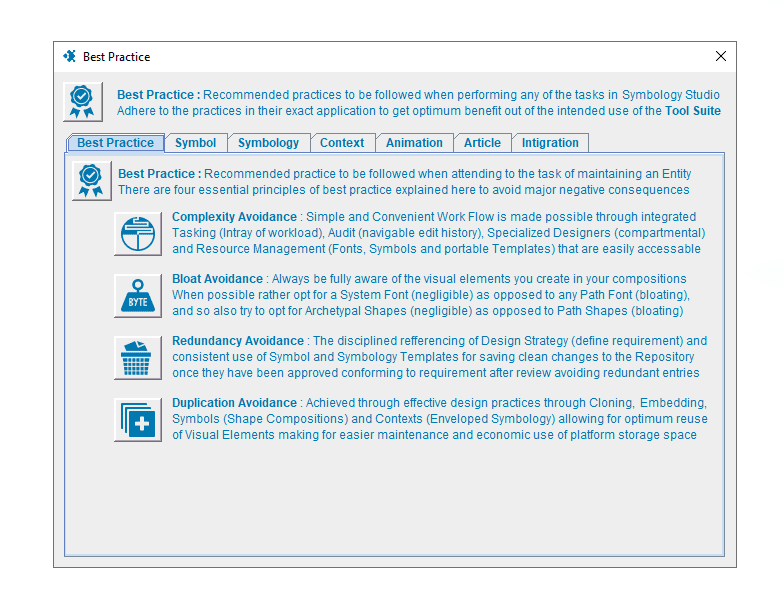 Best Practice
Best Practice : Recommended practices to be followed when performing any of the tasks in Symbology Studio
Adhere to the practices in their exact application to get optimum benefit out of the intended use of the Tool Suite
Best Practice Symbol Symbology Context Animation Article Intigration
Best Practice : Recommended practice to be followed when attending to the task of maintaining an Entity
There are four essential principles of best practice explained here to avoid major negative consequences
Complexity Avoidance : Simple and Convenient Work Flow is made possible through integrated
Tasking (Intray of workload), Audit (navigable edit history), Specialized Designers (compartmental)
and Resource Management (Fonts, Symbols and portable Templates) that are easily accessable
Bloat Avoidance : Always be fully aware of the visual elements you create in your compositions
When possible rather opt for a System Font (negligible) as opposed to any Path Font (bloating),
and so also try to opt for Archetypal Shapes (negligible) as opposed to Path Shapes (bloating)
BYTE
Redundancy Avoidance : The disciplined refferencing of Design Strategy (define requirement) and
consistent use of Symbol and Symbology Templates for saving clean changes to the Repository
once they have been approved conforming to requirement after review avoiding redundant entries
Duplication Avoidance : Achieved through effective design practices through Cloning, Embedding,
Symbols (Shape Compositions) and Contexts (Enveloped Symbology) allowing for optimum reuse
of Visual Elements making for easier maintenance and economic use of platform storage space